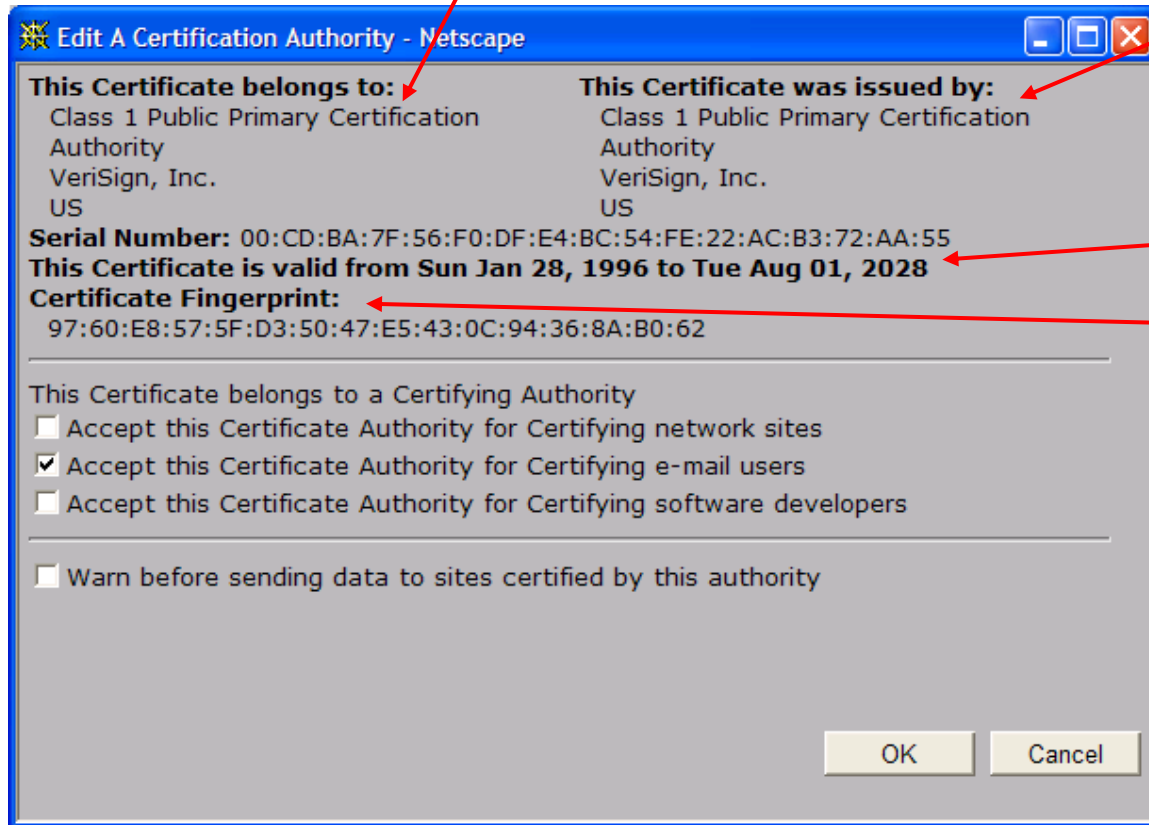 Edit A Certification Authority - Netscape
This Certificate belongs to:
Class 1 Public Primary Certification
Authority
VeriSign, Inc.
US
This Certificate was issued by:
Class 1 Public Primary Certification
Authority
VeriSign, Inc.
US
Serial Number: 00:CD:BA:7F:56:F0:DF:E4:BC:54:FE:22:AC:B3:72:AA:55
This Certificate is valid from Sun Jan 28, 1996 to Tue Aug 01, 2028
Certificate Fingerprint:
97:60:E8:57:5F:D3:50:47:E5:43:0C:94:36:8A:B0:62
This Certificate belongs to a Certifying Authority
Accept this Certificate Authority for Certifying network sites
Accept this Certificate Authority for Certifying e-mail users
Accept this Certificate Authority for Certifying software developers
Warn before sending data to sites certified by this authority
OK
Cancel